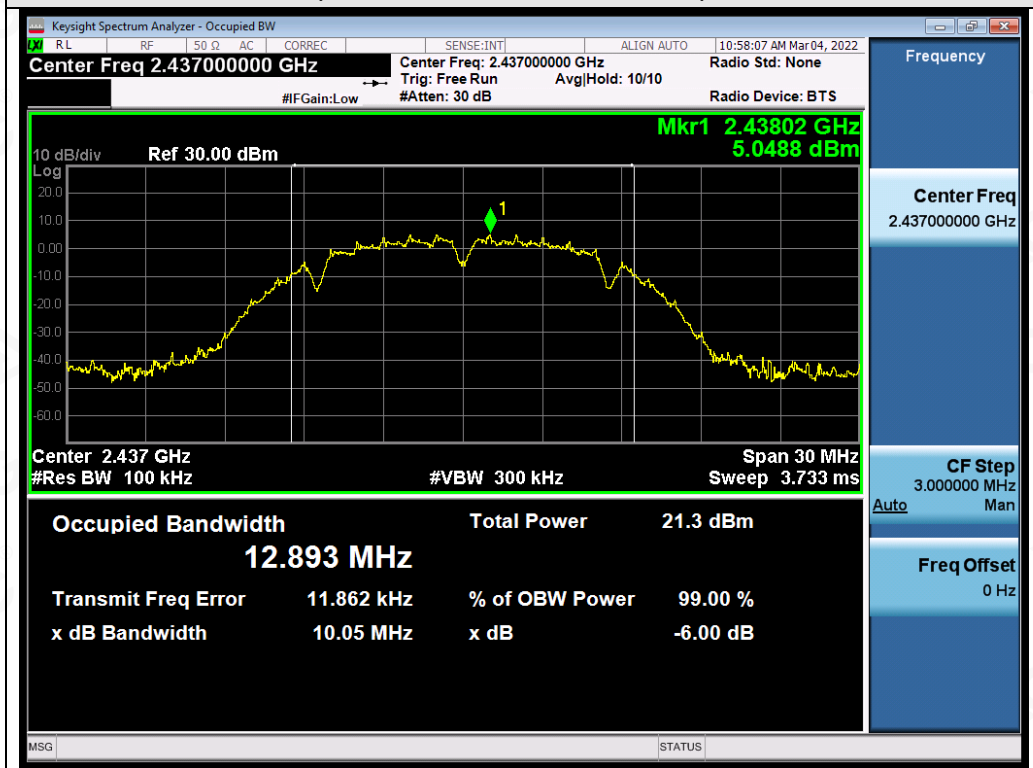 Keysight Spectrum Analyzer - Occupied BW
LXI RL RF 50 Ω AC CORREC SENSE:INT ALIGN AUTO 10:58:07 AM Mar 04, 2022
Center Freq 2.437000000 GHz
Center Freq: 2.437000000 GHz Radio Std: None
Trig: Free Run Avg|Hold: 10/10
#IFGain:Low #Atten: 30 dB Radio Device: BTS
Frequency
Mkr1 2.43802 GHz
5.0488 dBm
10 dB/div Ref 30.00 dBm
Log
20.0
10.0
0.00
-10.0
-20.0
-30.0
-40.0
-50.0
-60.0
1
Center 2.437 GHz Span 30 MHz
#Res BW 100 kHz #VBW 300 kHz Sweep 3.733 ms
Occupied Bandwidth Total Power 21.3 dBm
12.893 MHz
Transmit Freq Error 11.862 kHz % of OBW Power 99.00 %
x dB Bandwidth 10.05 MHz x dB -6.00 dB
Center Freq
2.437000000 GHz
CF Step
3.000000 MHz
Auto Man
Freq Offset
0 Hz
MSG STATUS